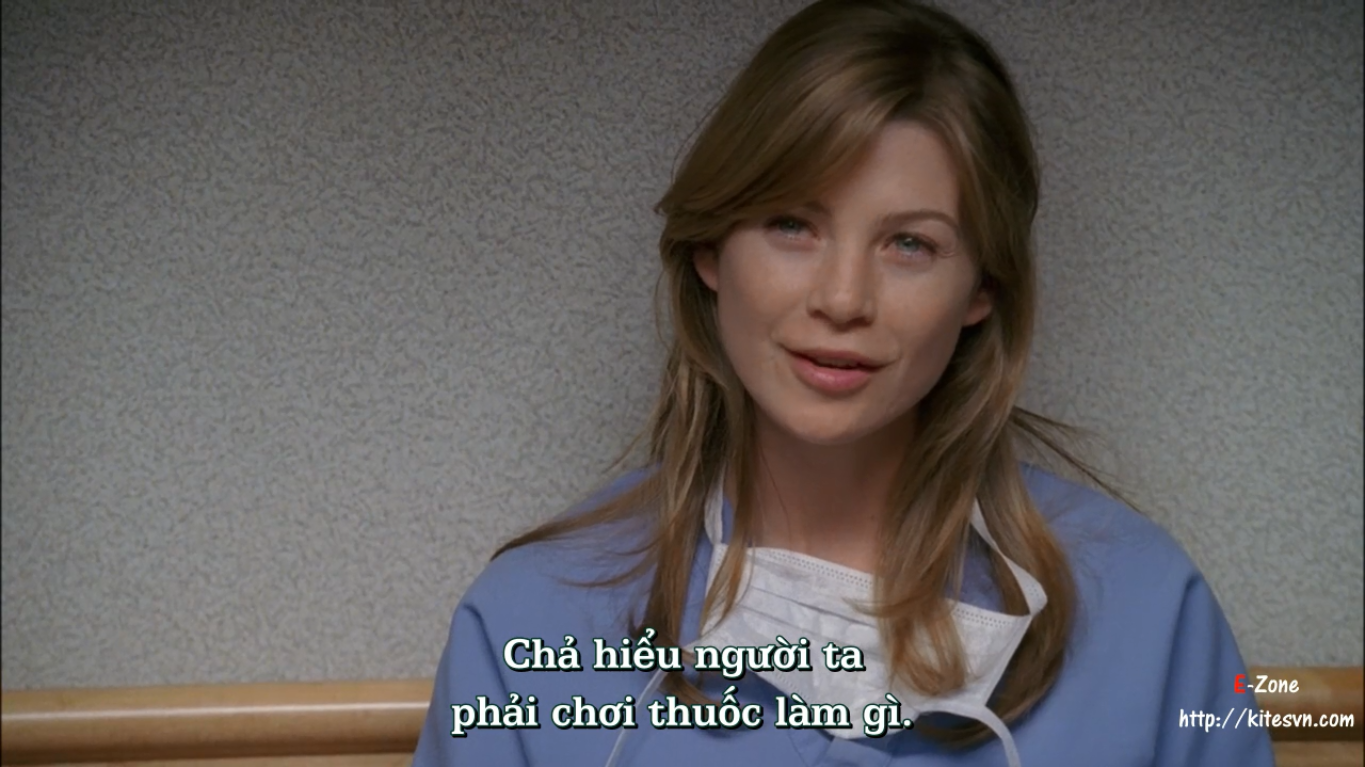 Chả hiểu người ta
phải chơi thuốc làm gì.
E-Zone
http://kitesvn.com